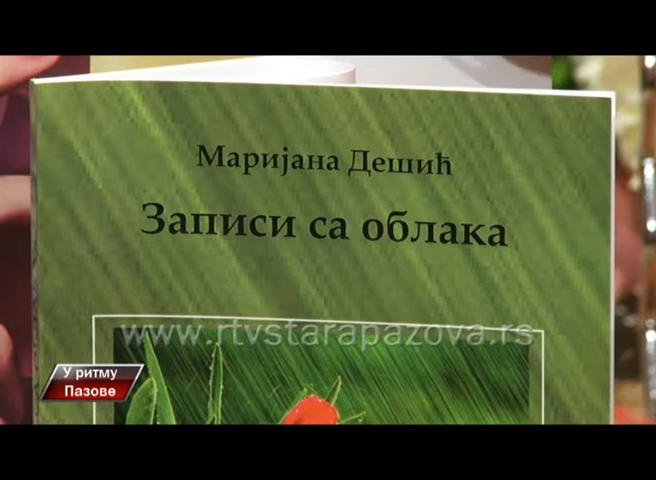 Маријана Дешић
Записи са облака
www.rtvstarapazova.rs
У ритму
Пазове